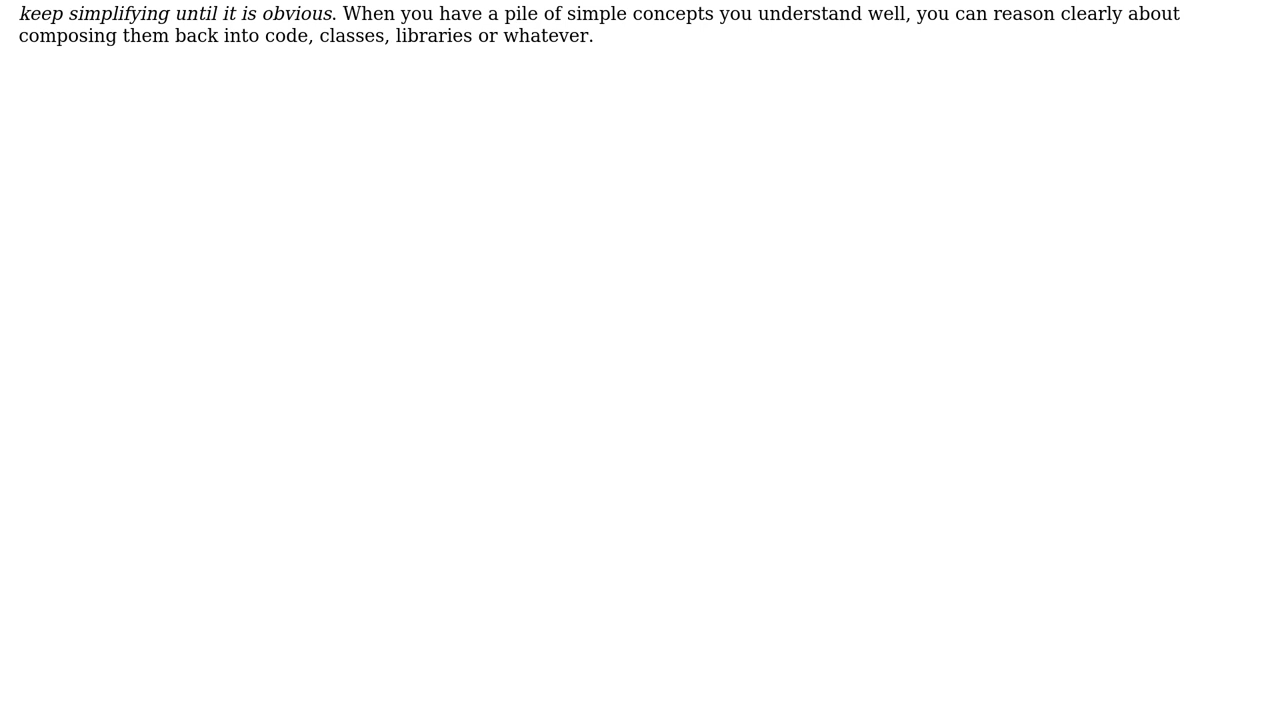 keep simplifying until it is obvious. When you have a pile of simple concepts you understand well, you can reason clearly about
composing them back into code, classes, libraries or whatever.